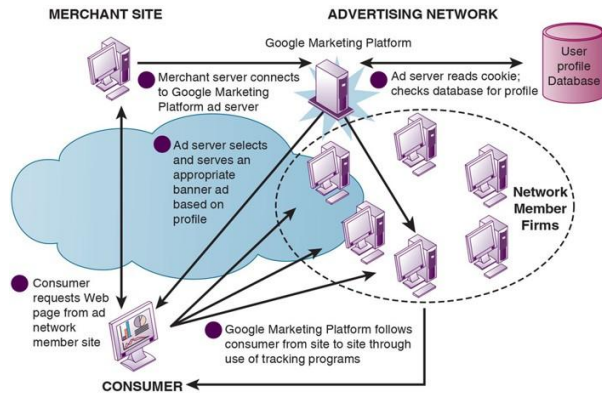 MERCHANT SITE
ADVERTISING NETWORK
Google Marketing Platform
User
profile
Database
Merchant server connects
to Google Marketing
Platform ad server
Ad server reads cookie;
checks database for profile
Ad server selects
and serves an
appropriate
banner ad
based on
profile
Network
Member
Firms
Consumer
requests Web
page from ad
network
member site
Google Marketing Platform follows
consumer from site to site through
use of tracking programs
CONSUMER